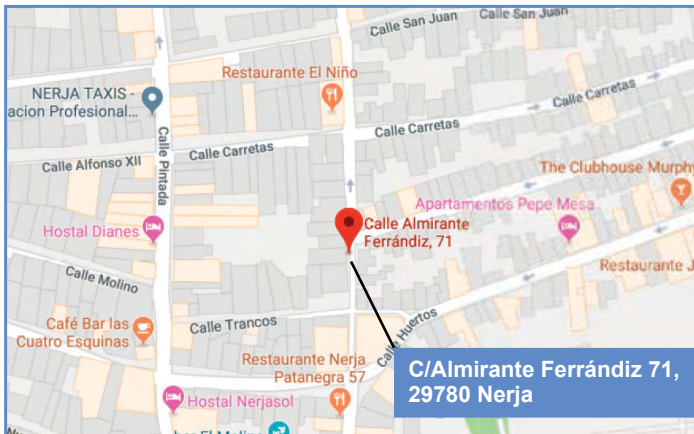 Calle San Juan
Calle San Juan
Restaurante El Niño
NERJA TAXIS -
acion Profesional...
Calle Carretas
Calle Carretas
Calle Pintada
Calle Alfonso XII
The Clubhouse Murphy
Apartamentos Pepe Mesa
Calle Almirante
Ferrándiz, 71
Hostal Dianes
Restaurante J
Calle Molino
Calle Trancos
Calle Huertos
Café Bar las
Cuatro Esquinas
Restaurante Nerja
Patanegra 57
C/Almirante Ferrándiz 71,
29780 Nerja
Hostal Nerjasol